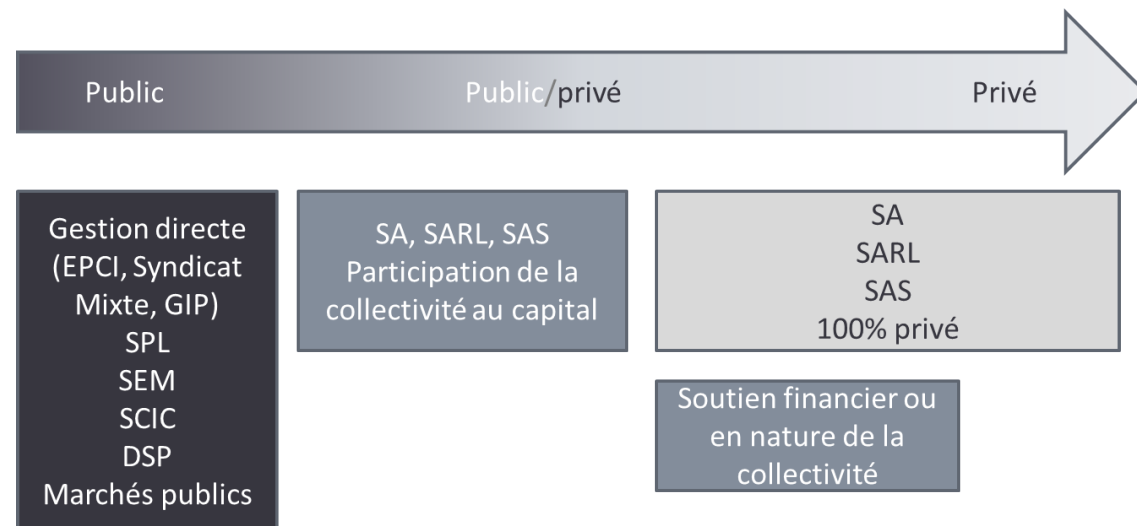 Public
Public/privé
Privé
Gestion directe
(EPCI, Syndicat
Mixte, GIP)
SPL
SEM
SCIC
DSP
Marchés publics
SA, SARL, SAS
Participation de la
collectivité au capital
SA
SARL
SAS
100% privé
Soutien financier ou
en nature de la
collectivité